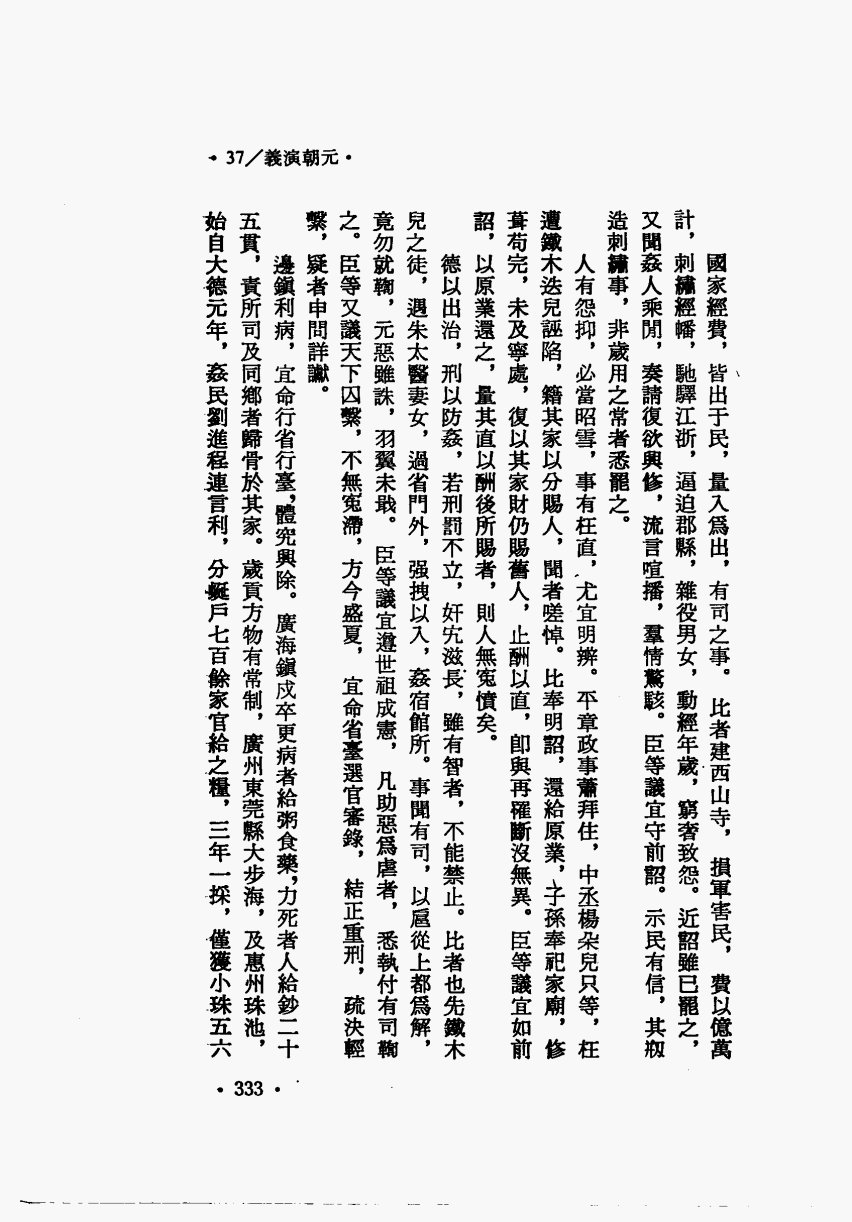 •37/義演朝元•
國家經費，皆出于民，量入爲出，有司之事。比者建西山寺，損軍害民，費以億萬
計，刺繡經幡，馳驛江浙，逼迫郡縣，雜役男女，動經年歲，窮奢致怨。近詔雖已罷之，
又聞姦人乘閒，奏請復欲興修，流言喧播，羣情驚駭。臣等議宜守前詔。示民有信，其刱
造刺繡事，非歲用之常者悉罷之。
人有怨抑，必當昭雪，事有枉直，尤宜明辨。平章政事蕭拜住，中丞楊朵兒只等，枉
遭鐵木迭兒誣陷，籍其家以分賜人，聞者嗟悼。比奉明詔，還給原業，子孫奉祀家廟，修
葺苟完，未及寧處，復以其家財仍賜舊人，止酬以直，卽與再罹斷沒無異。臣等議宜如前
詔，以原業還之，量其直以酬後所賜者，則人無寃憤矣。
德以出治，刑以防姦，若刑罰不立，奸宄滋長，雖有智者，不能禁止。比者也先鐵木
兒之徒，遇朱太醫妻女，過省門外，强拽以入，姦宿館所。事聞有司，以扈從上都爲解，
竟勿就鞫，元惡雖誅，羽翼未戢。臣等議宜遵世祖成憲，凡助惡爲虐者，悉執付有司鞫
之。臣等又議天下囚繫，不無寃滯，方今盛夏，宜命省臺選官審錄，結正重刑，疏決輕
繫，疑者申問詳讞。
邊鎭利病，宜命行省行臺，體究興除。廣海鎭戍卒更病者給粥食藥，力死者人給鈔二十
五貫，責所司及同鄉者歸骨於其家。歲貢方物有常制，廣州東莞縣大步海，及惠州珠池，
始自大德元年，姦民劉進程連言利，分蜒戶七百餘家官給之糧，三年一採，僅獲小珠五六
•333•